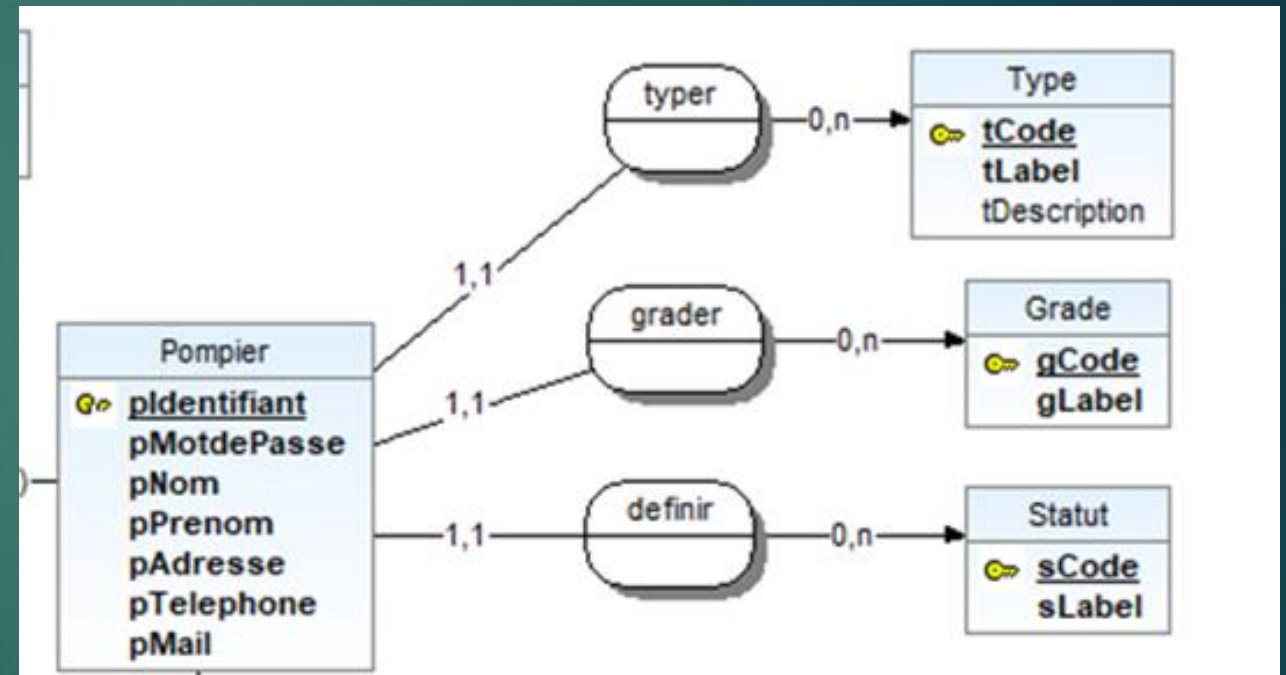 typer
0,n
Type
tCode
tLabel
tDescription
1,1
grader
0,n
Grade
gCode
gLabel
Pompier
pIdentifiant
pMotdePasse
pNom
pPrenom
pAdresse
pTelephone
pMail
1,1
definir
1,1
0,n
Statut
sCode
sLabel